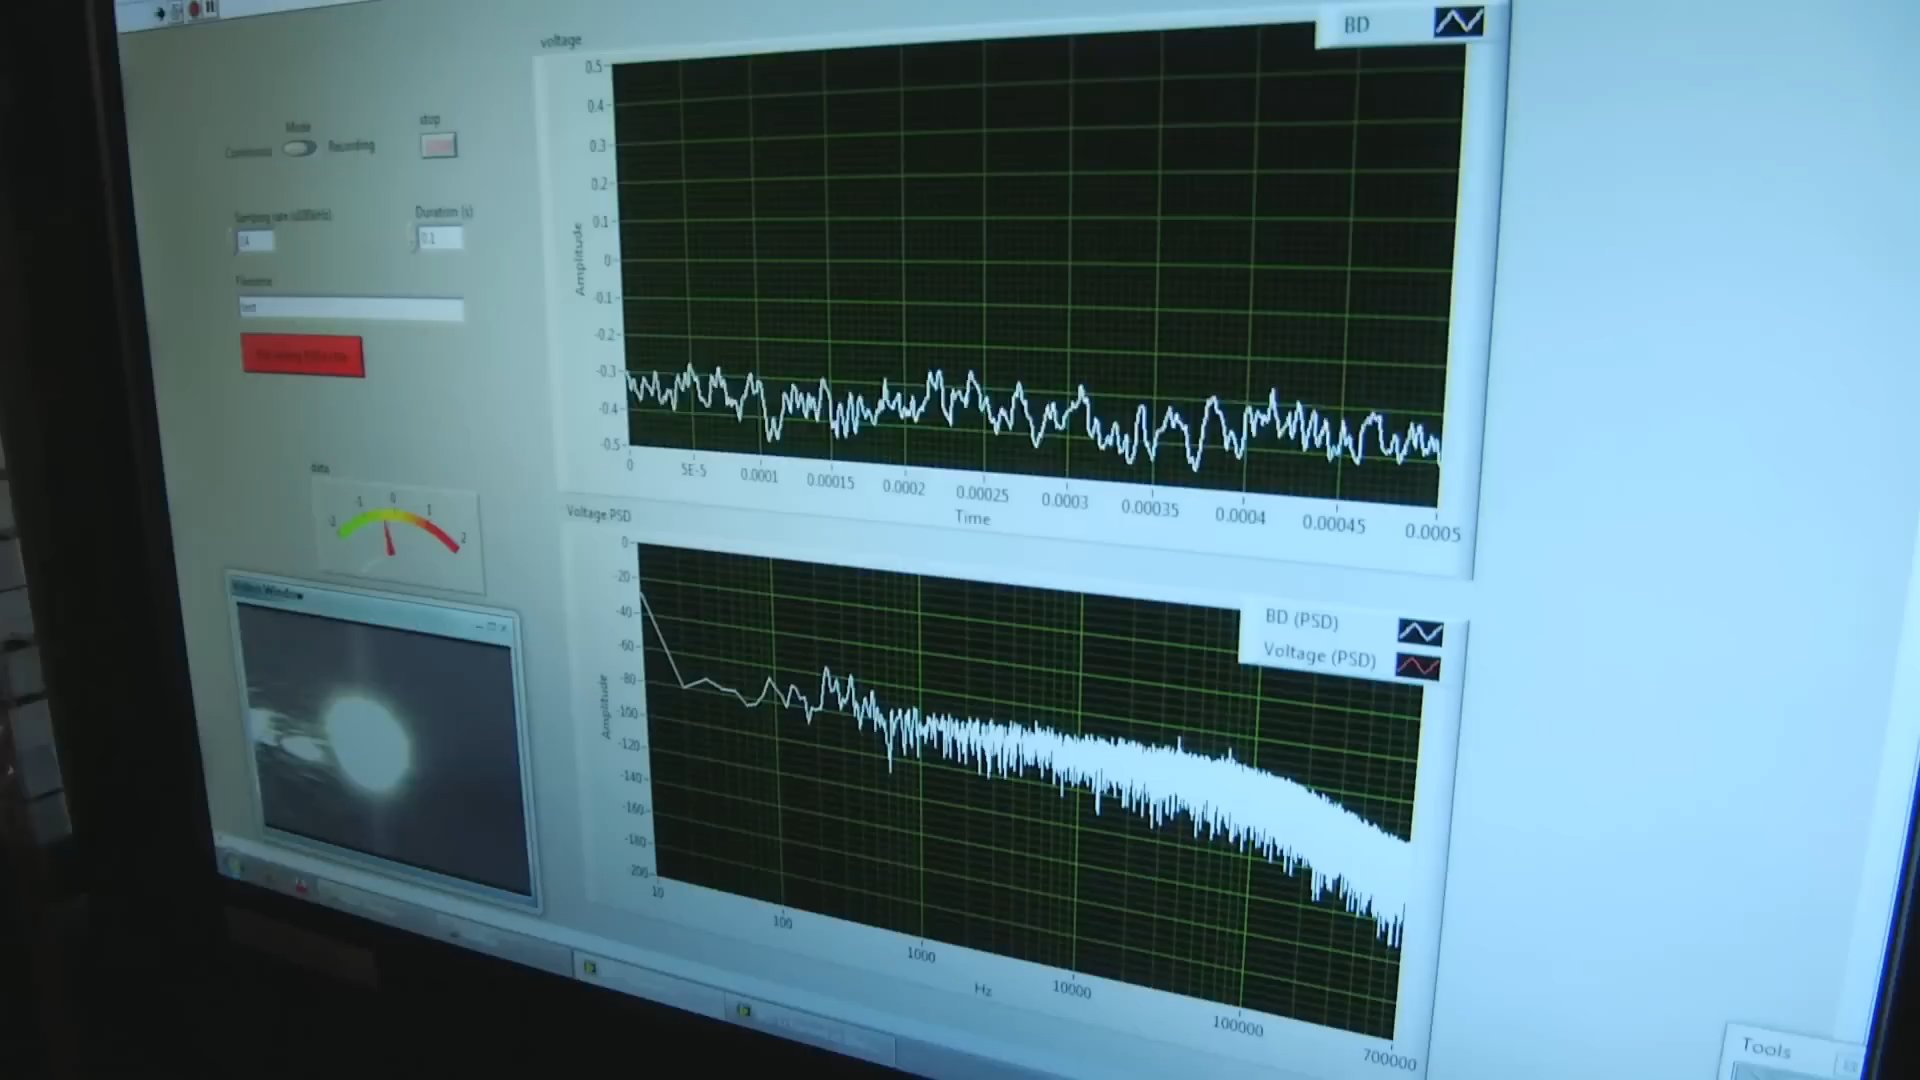 BD
voltage
0.5
0.4
0.3
0.2
0.1
0
-0.1
-0.2
-0.3
-0.4
-0.5
Amplitude
0
5E-5
0.0001
0.00015
0.0002
0.00025
0.0003
0.00035
0.0004
0.00045
0.0005
Time
Mode
Recording
stop
Duration (s)
0.1
data
-2
-1
0
1
2
Video Window
Voltage PSD
BD (PSD)
Voltage (PSD)
0
-20
-40
-60
-80
-100
-120
-140
-160
-180
-200
Amplitude
10
100
1000
10000
100000
700000
Hz
Tools